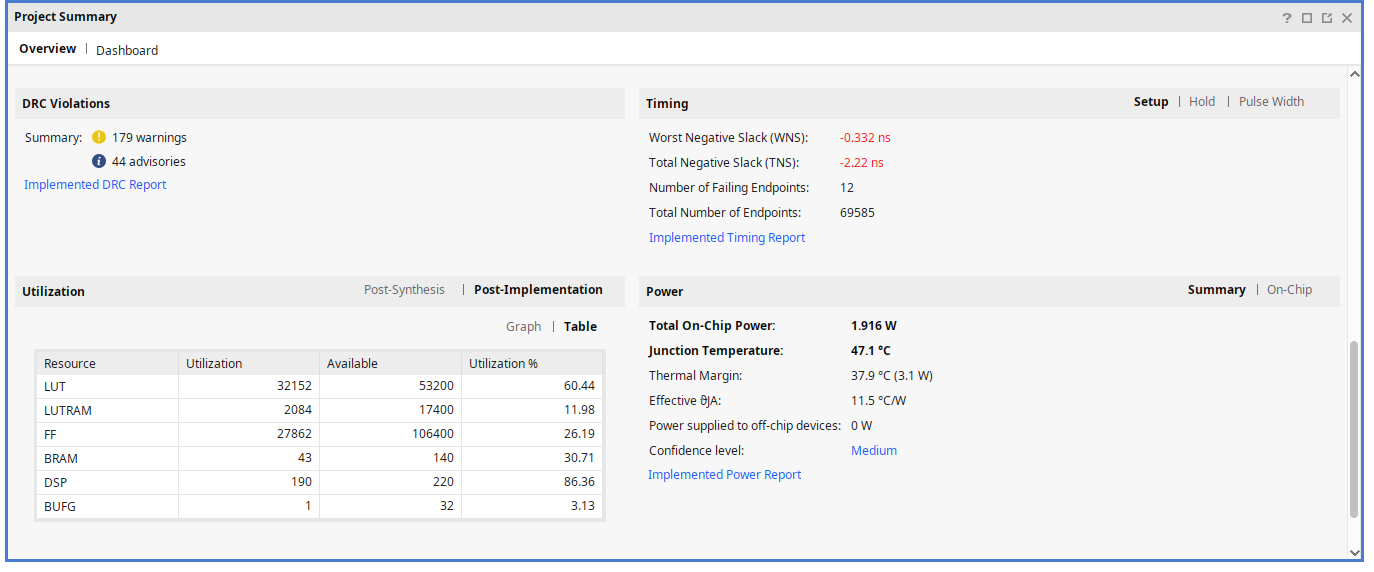 Project Summary
Overview | Dashboard
DRC Violations
Summary: 179 warnings
44 advisories
Implemented DRC Report
Timing Setup | Hold | Pulse Width
Worst Negative Slack (WNS): -0.332 ns
Total Negative Slack (TNS): -2.22 ns
Number of Failing Endpoints: 12
Total Number of Endpoints: 69585
Implemented Timing Report
Utilization Post-Synthesis | Post-Implementation
Graph | Table
Resource Utilization Available Utilization %
LUT 32152 53200 60.44
LUTRAM 2084 17400 11.98
FF 27862 106400 26.19
BRAM 43 140 30.71
DSP 190 220 86.36
BUFG 1 32 3.13
Power Summary | On-Chip
Total On-Chip Power: 1.916 W
Junction Temperature: 47.1 °C
Thermal Margin: 37.9 °C (3.1 W)
Effective ϑJA: 11.5 °C/W
Power supplied to off-chip devices: 0 W
Confidence level: Medium
Implemented Power Report